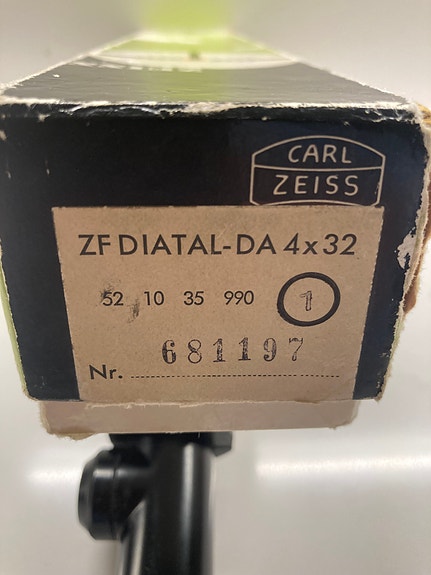 CARL
ZEISS
ZF DIATAL-DA 4x32
52 10 35 990 1
681197
Nr.